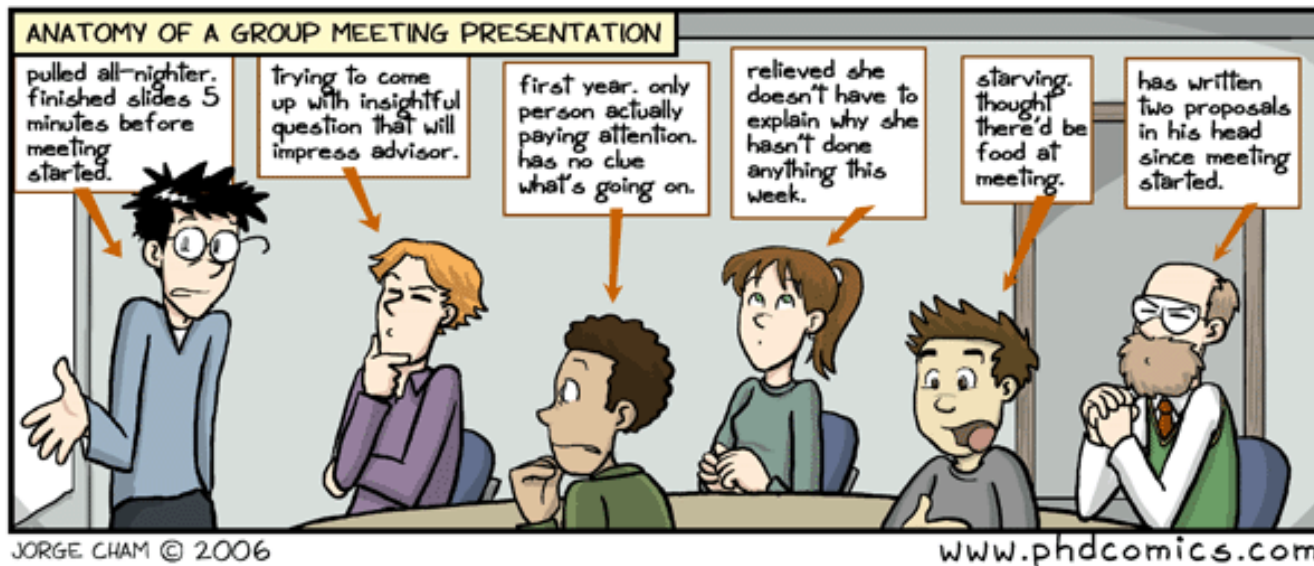 ANATOMY OF A GROUP MEETING PRESENTATION
pulled all-nighter.
finished slides 5
minutes before
meeting
started.
trying to come
up with insightful
question that will
impress advisor.
first year. only
person actually
paying attention.
has no clue
what's going on.
relieved she
doesn't have to
explain why she
hasn't done
anything this
week.
starving.
thought
there'd be
food at
meeting.
has written
two proposals
in his head
since meeting
started.
JORGE CHAM © 2006
www.phdcomics.com